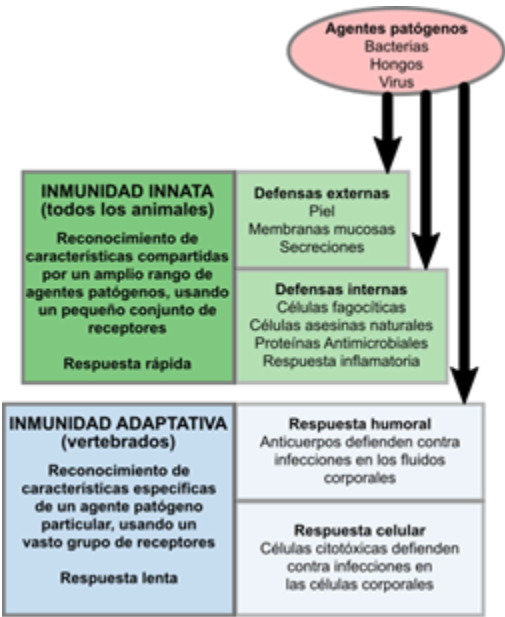 Agentes patógenos
Bacterias
Hongos
Virus
INMUNIDAD INNATA
(todos los animales)
Reconocimiento de
características compartidas
por un amplio rango de
agentes patógenos, usando
un pequeño conjunto de
receptores
Respuesta rápida
Defensas externas
Piel
Membranas mucosas
Secreciones
Defensas internas
Células fagocíticas
Células asesinas naturales
Proteínas Antimicrobiales
Respuesta inflamatoria
INMUNIDAD ADAPTATIVA
(vertebrados)
Reconocimiento de
características específicas
de un agente patógeno
particular, usando un
vasto grupo de receptores
Respuesta lenta
Respuesta humoral
Anticuerpos defienden contra
infecciones en los fluidos
corporales
Respuesta celular
Células citotóxicas defienden
contra infecciones en
las células corporales